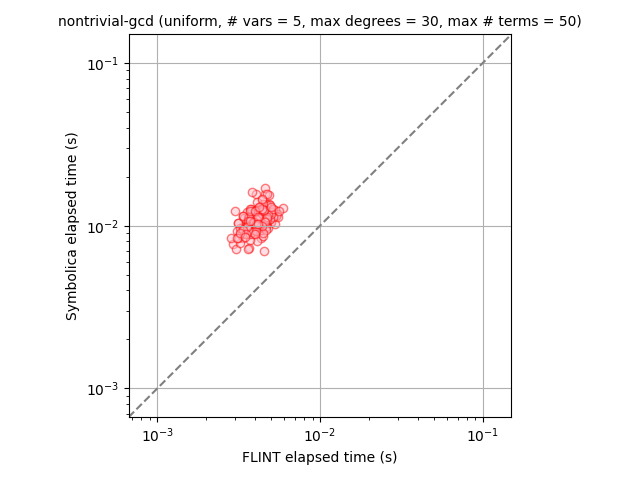 nontrivial-gcd (uniform, # vars = 5, max degrees = 30, max # terms = 50)
Symbolica elapsed time (s)
10⁻¹
10⁻²
10⁻³
10⁻³ 10⁻² 10⁻¹
FLINT elapsed time (s)